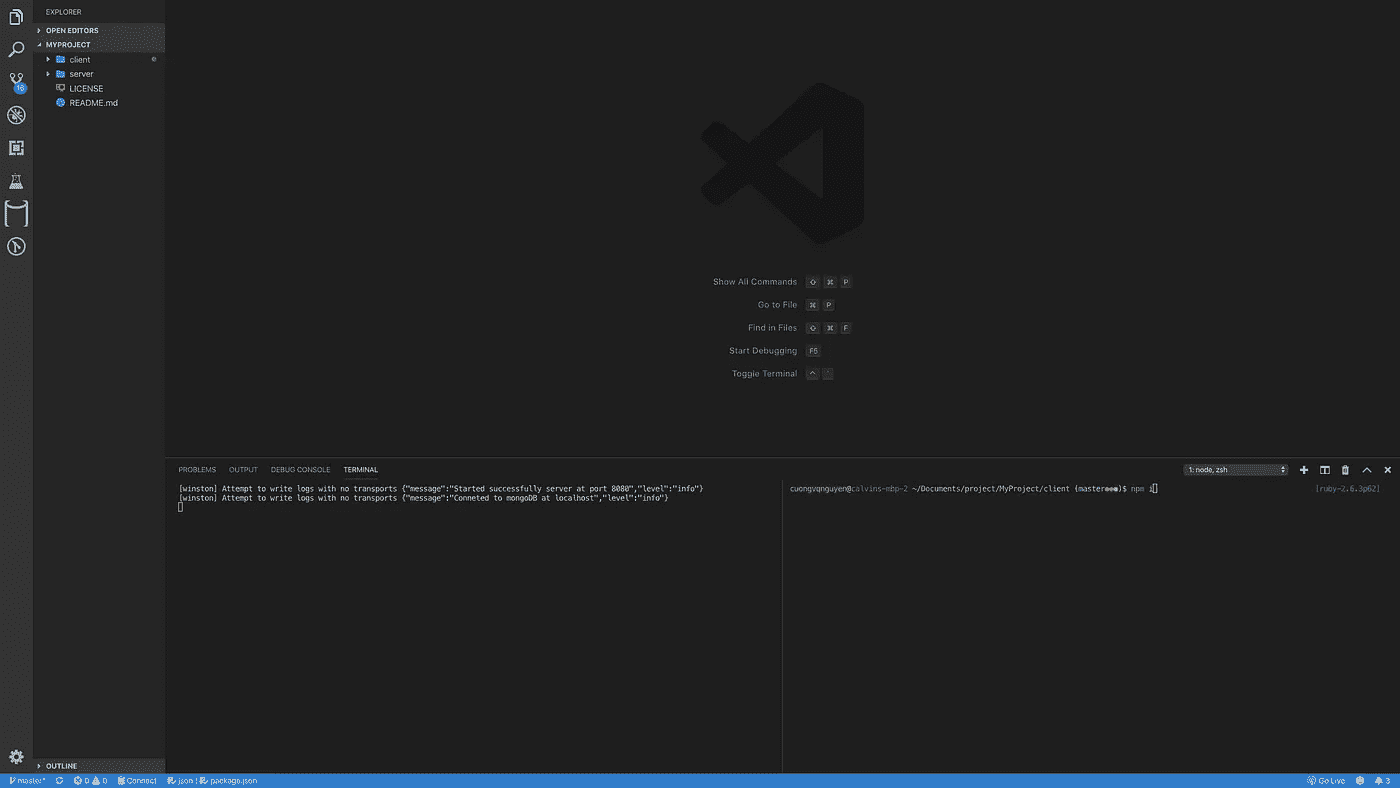 EXPLORER
OPEN EDITORS
MYPROJECT
client
server
LICENSE
README.md
16
Show All Commands ⇧ ⌘ P
Go to File ⌘ P
Find in Files ⇧ ⌘ F
Start Debugging F5
Toggle Terminal ^ `
PROBLEMS OUTPUT DEBUG CONSOLE TERMINAL
1: node, zsh
[winston] Attempt to write logs with no transports {"message":"Started successfully server at port 8080","level":"info"}
[winston] Attempt to write logs with no transports {"message":"Conneted to mongoDB at localhost","level":"info"}
cuongvqnguyen@calvins-mbp-2 ~/Documents/project/MyProject/client (master●●●)$ npm i
[ruby-2.6.3p62]
OUTLINE
master* 0 0 Connect json | package.json Go Live 3